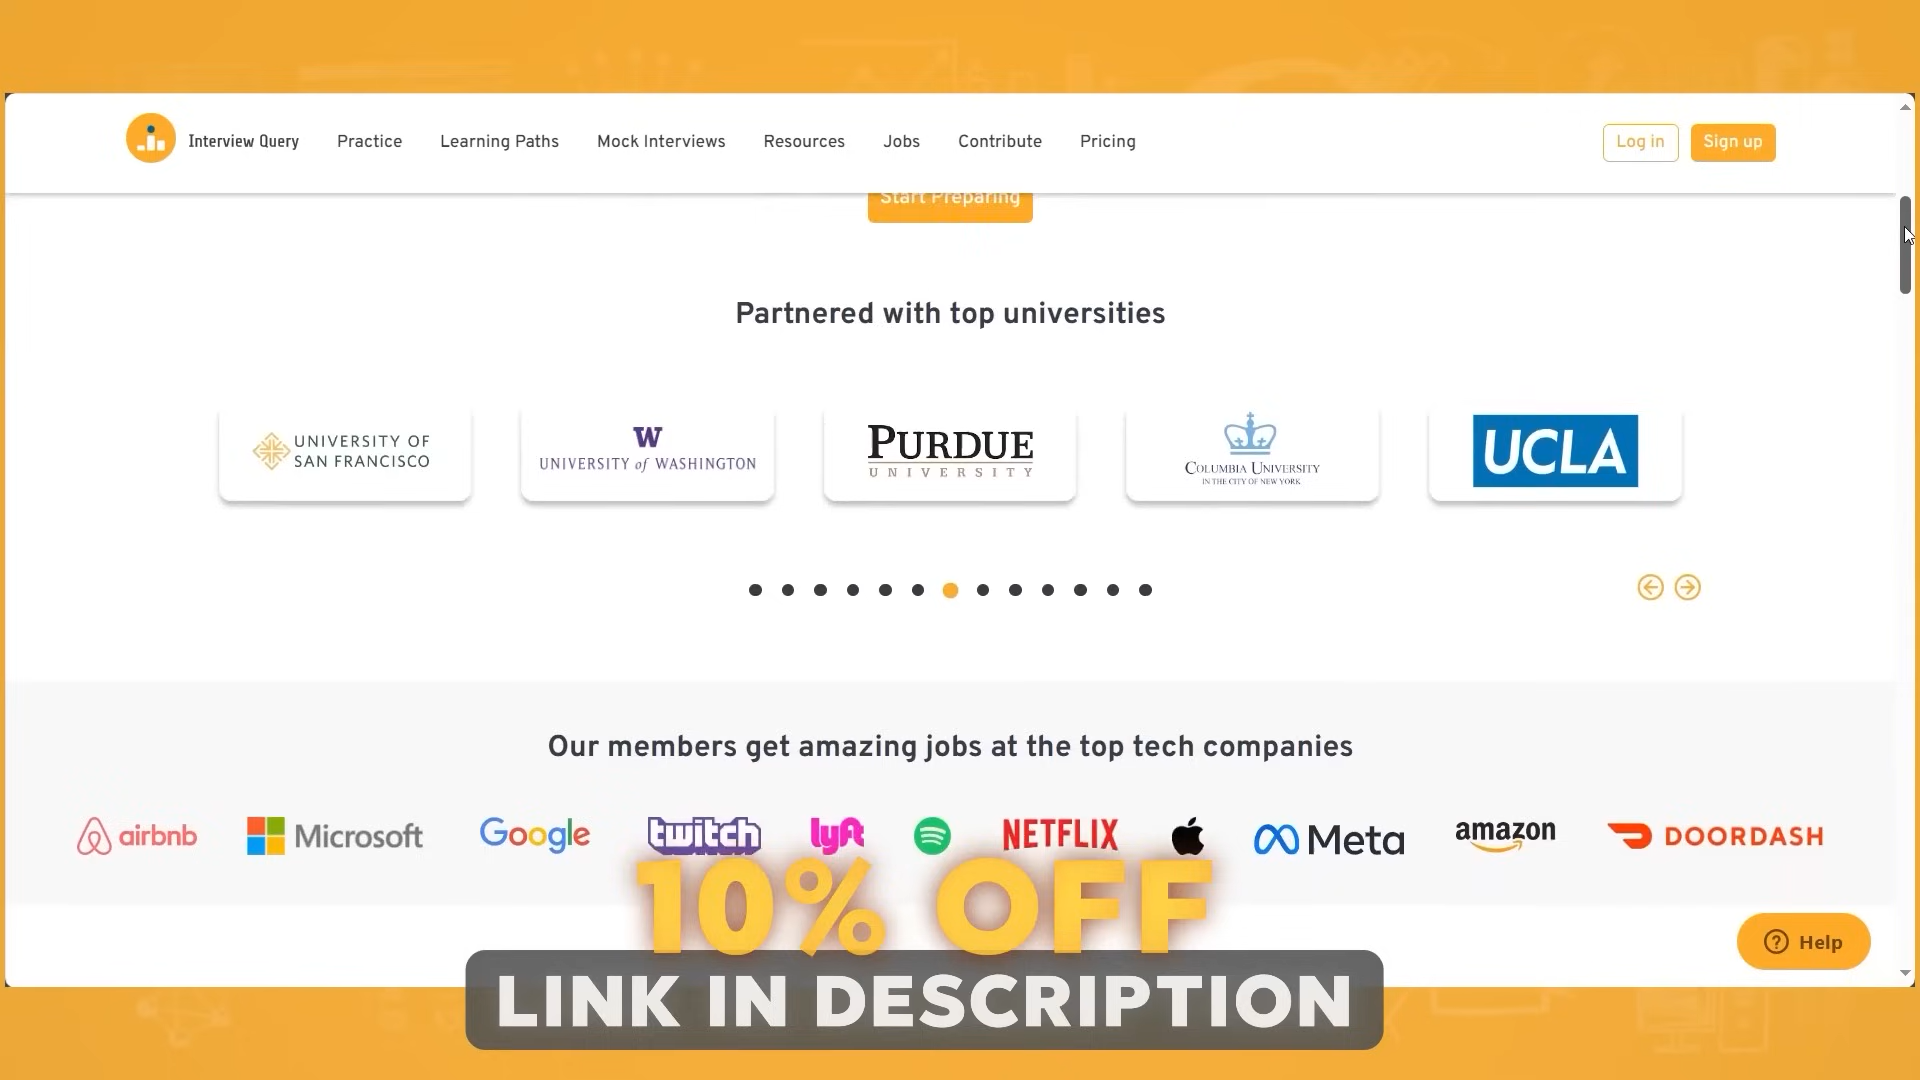 Interview Query Practice Learning Paths Mock Interviews Resources Jobs Contribute Pricing Log in Sign up
Start Preparing
Partnered with top universities
UNIVERSITY OF
SAN FRANCISCO
W
UNIVERSITY of WASHINGTON
PURDUE
UNIVERSITY
COLUMBIA UNIVERSITY
IN THE CITY OF NEW YORK
UCLA
Our members get amazing jobs at the top tech companies
airbnb Microsoft Google twitch lyft NETFLIX Meta amazon DOORDASH
10% OFF
Help
LINK IN DESCRIPTION